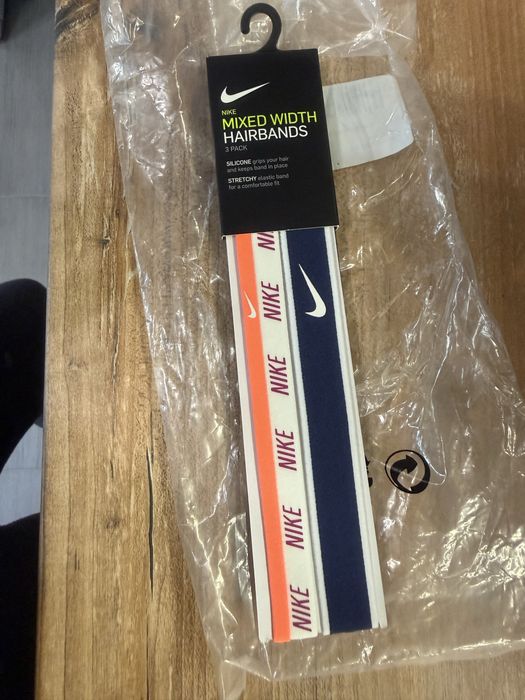 NIKE
MIXED WIDTH
HAIRBANDS
3 PACK
SILICONE grips your hair
and keeps band in place
STRETCHY elastic band
for a comfortable fit
NIKE
NIKE
NIKE
NIKE
NIKE